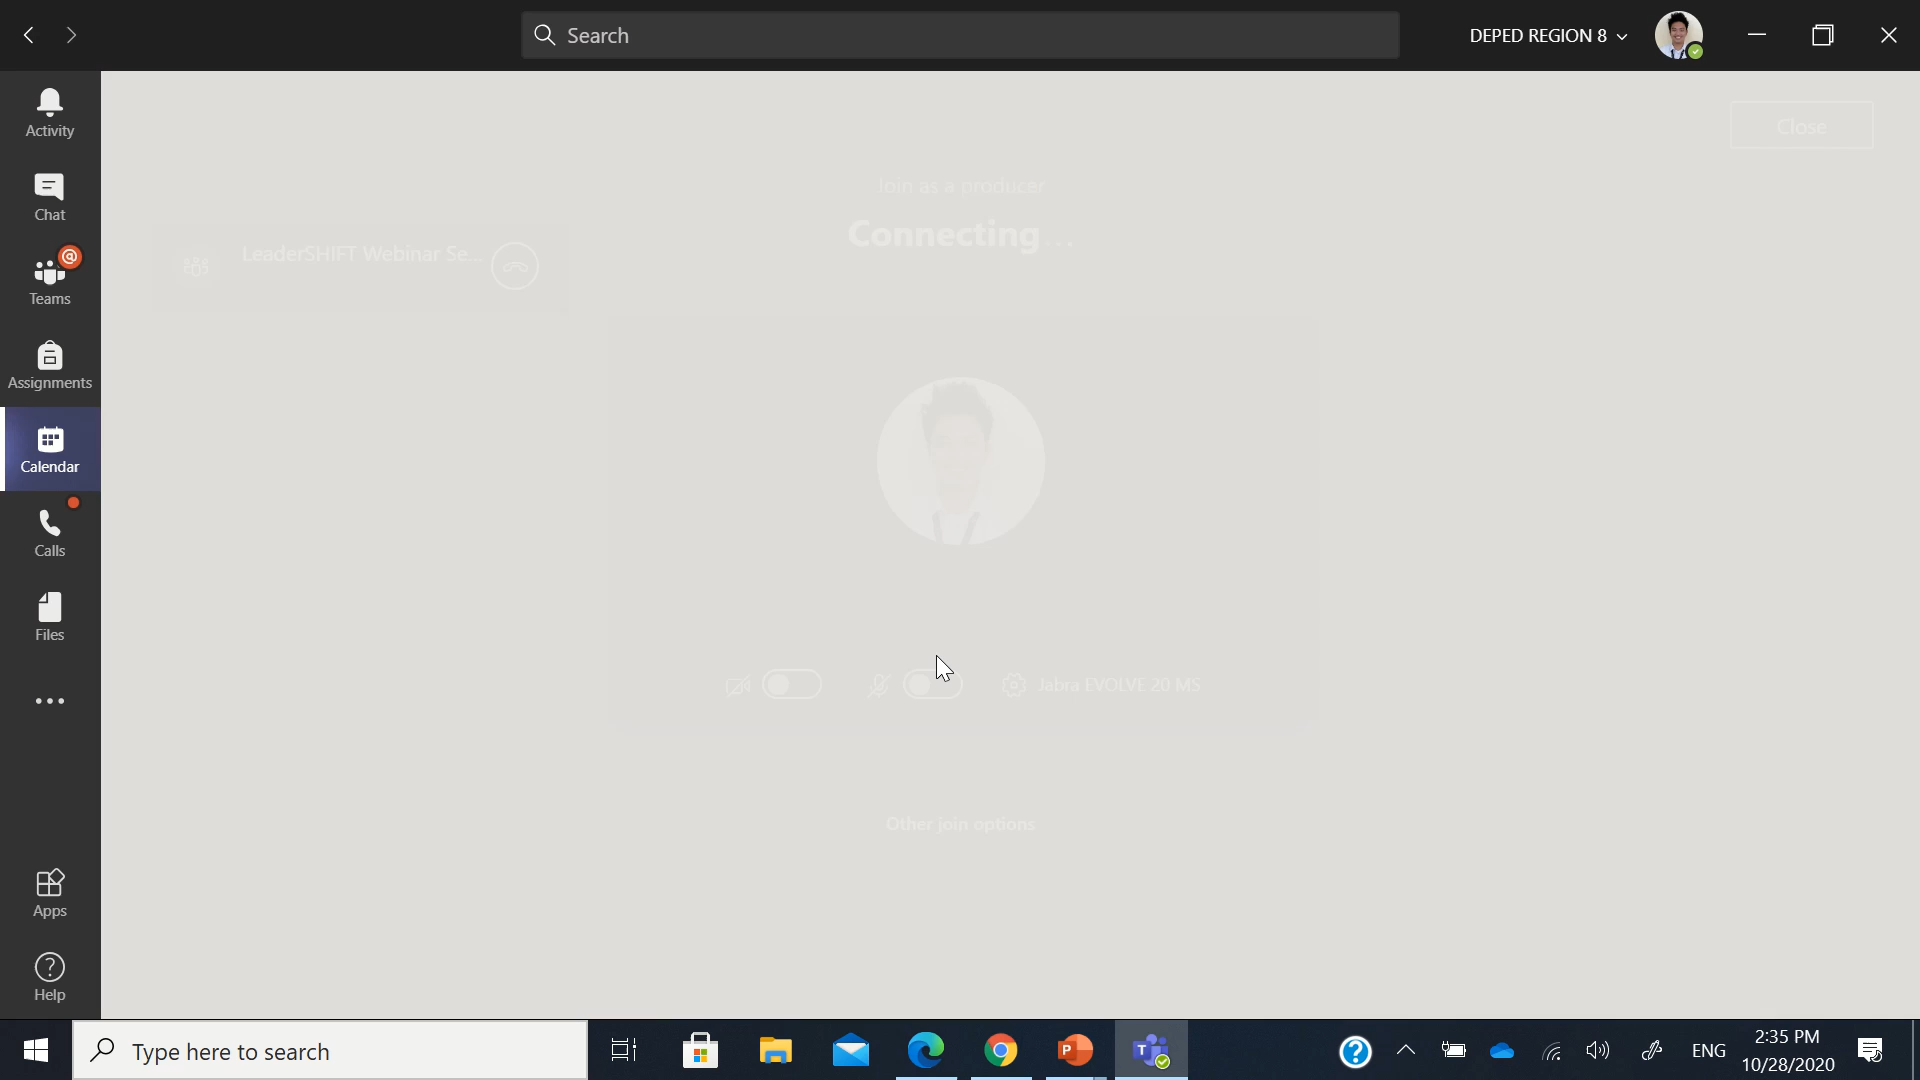 Search
DEPED REGION 8
Activity
Chat
@
Teams
Assignments
Calendar
Calls
Files
Apps
Help
Close
Join as a producer
Connecting...
LeaderSHIFT Webinar Se...
Jabra EVOLVE 20 MS
Other join options
Type here to search
ENG
2:35 PM
10/28/2020